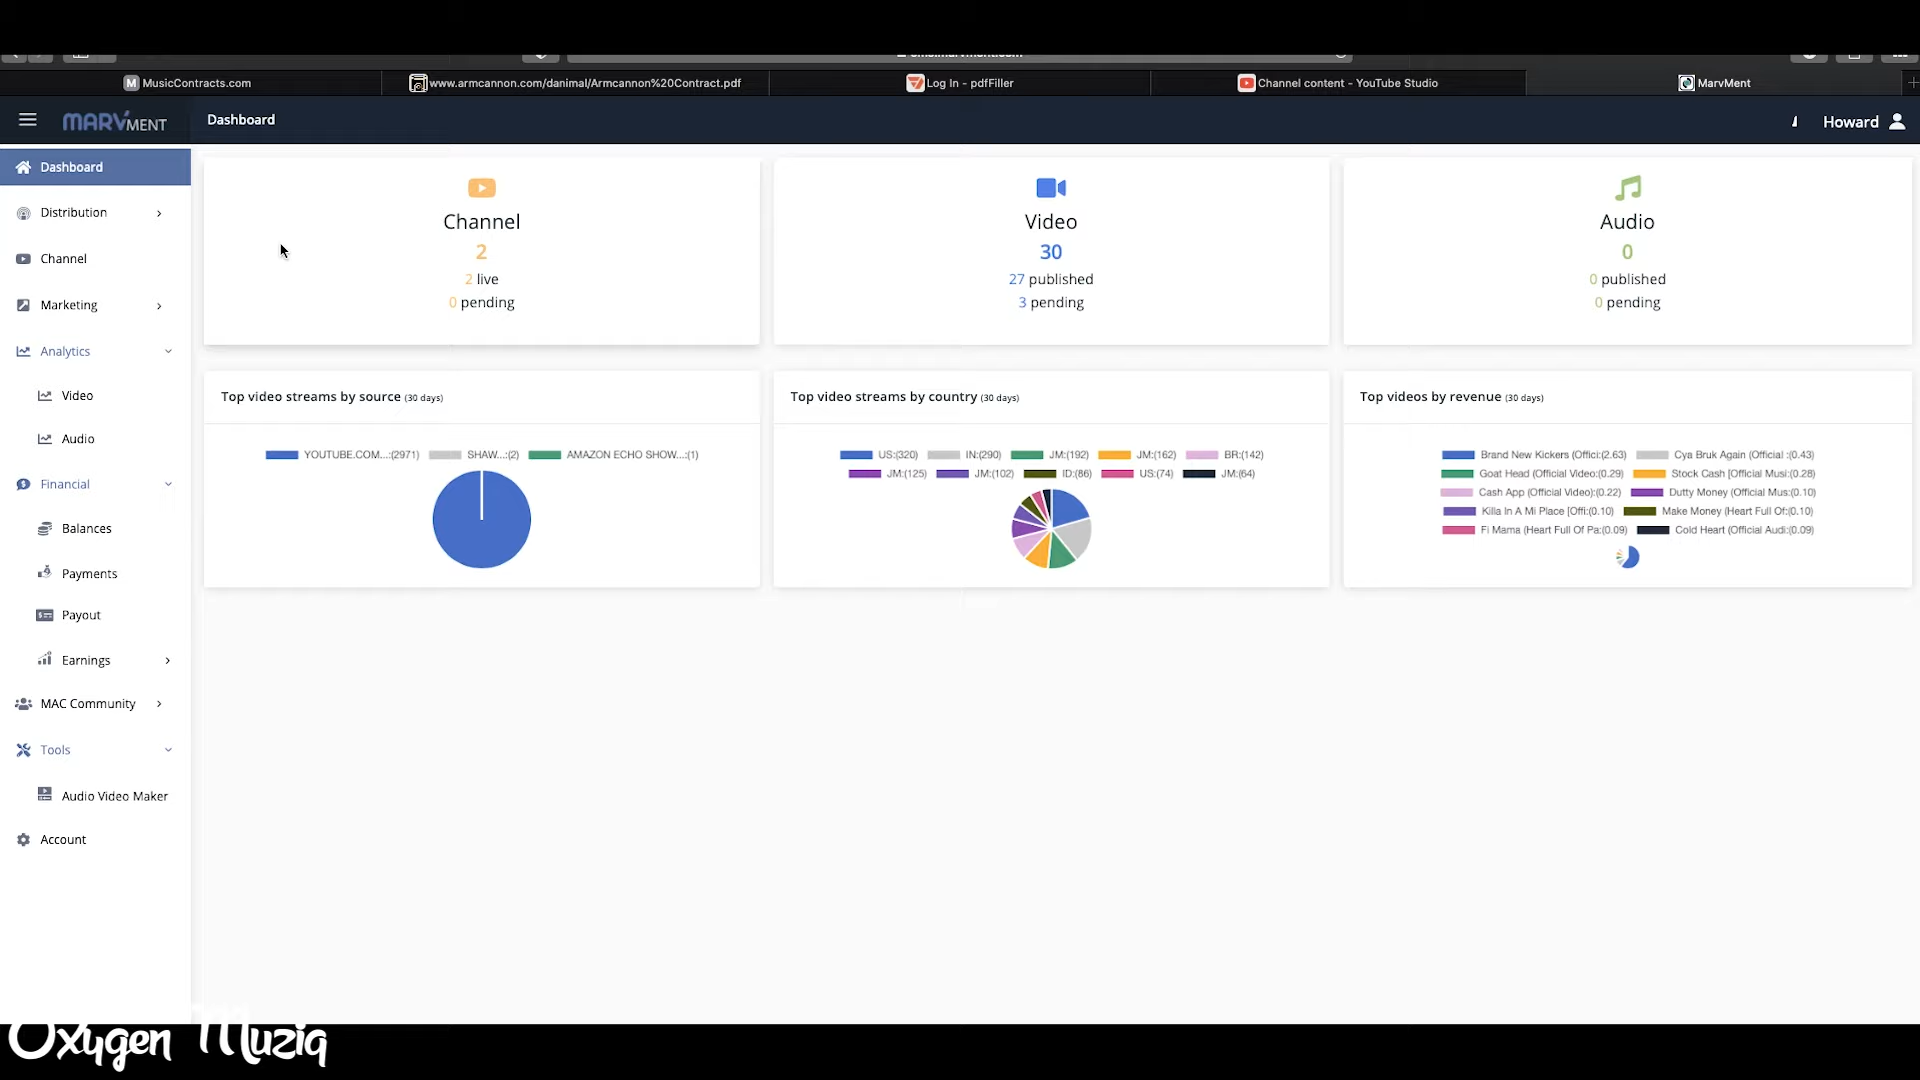 MusicContracts.com
www.armcannon.com/danimal/Armcannon%20Contract.pdf
Log In - pdfFiller
Channel content - YouTube Studio
MarvMent
MARVMENT
Dashboard
Howard
Dashboard
Distribution
Channel
Marketing
Analytics
Video
Audio
Financial
Balances
Payments
Payout
Earnings
MAC Community
Tools
Audio Video Maker
Account
Channel
2
2 live
0 pending
Video
30
27 published
3 pending
Audio
0
0 published
0 pending
Top video streams by source (30 days)
YOUTUBE.COM...:(2971) SHAW...:(2) AMAZON ECHO SHOW...:(1)
Top video streams by country (30 days)
US:(320) IN:(290) JM:(192) JM:(162) BR:(142)
JM:(125) JM:(102) ID:(86) US:(74) JM:(64)
Top videos by revenue (30 days)
Brand New Kickers (Offici:(2.63) Cya Bruk Again (Official :(0.43)
Goat Head (Official Video:(0.29) Stock Cash [Official Musi:(0.28)
Cash App (Official Video):(0.22) Dutty Money (Official Mus:(0.10)
Killa In A Mi Place [Offi:(0.10) Make Money (Heart Full Of:(0.10)
Fi Mama (Heart Full Of Pa:(0.09) Cold Heart (Official Audi:(0.09)
Oxygen Muziq